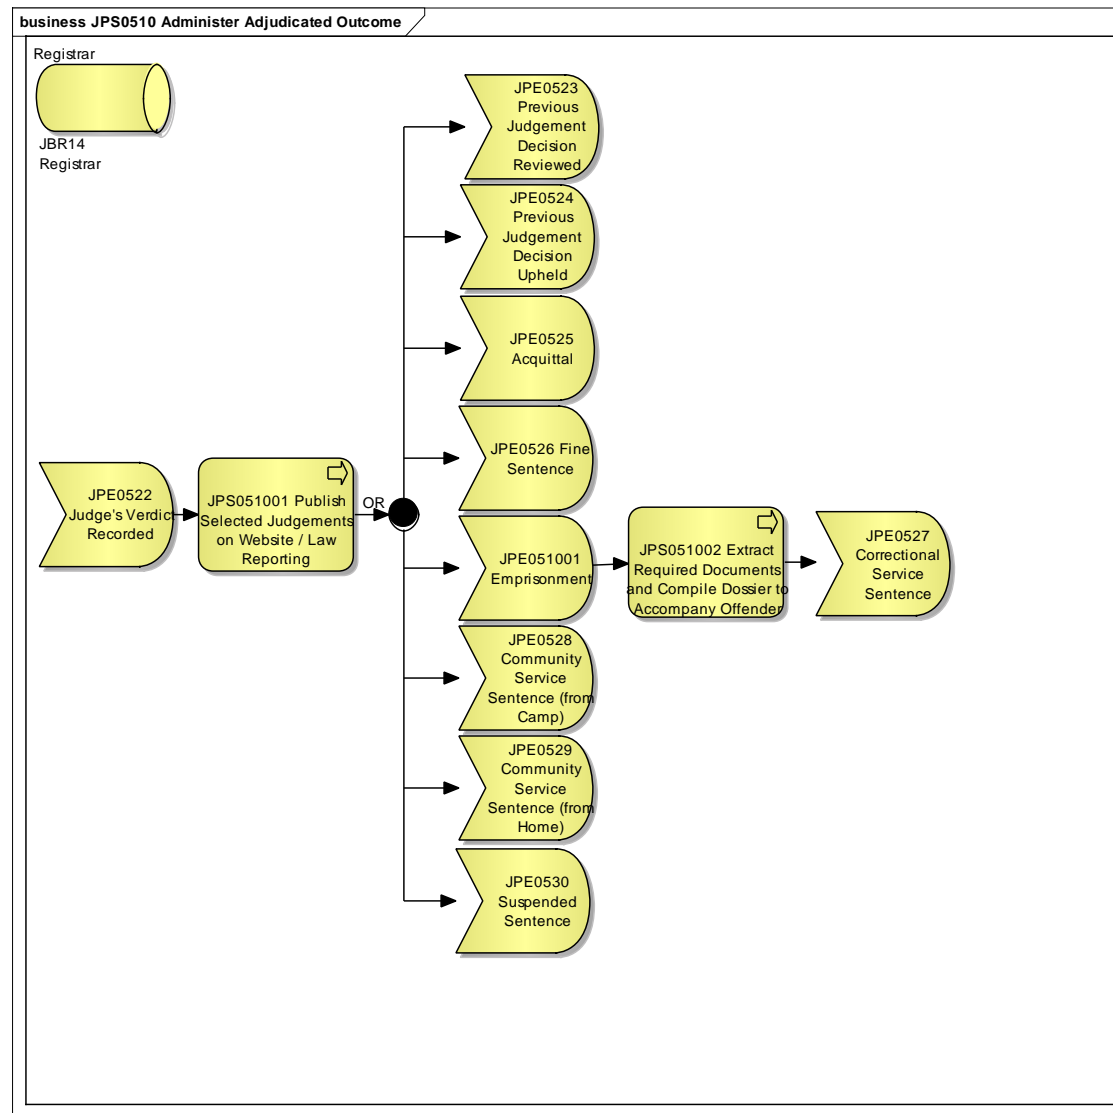 business JPS0510 Administer Adjudicated Outcome
Registrar
JBR14
Registrar
JPE0523
Previous
Judgement
Decision
Reviewed
JPE0524
Previous
Judgement
Decision
Upheld
JPE0525
Acquittal
JPE0526 Fine
Sentence
JPE0522
Judge's Verdict
Recorded
JPS051001 Publish
Selected Judgements
on Website / Law
Reporting
OR
JPE051001
Emprisonment
JPS051002 Extract
Required Documents
and Compile Dossier to
Accompany Offender
JPE0527
Correctional
Service
Sentence
JPE0528
Community
Service
Sentence (from
Camp)
JPE0529
Community
Service
Sentence (from
Home)
JPE0530
Suspended
Sentence